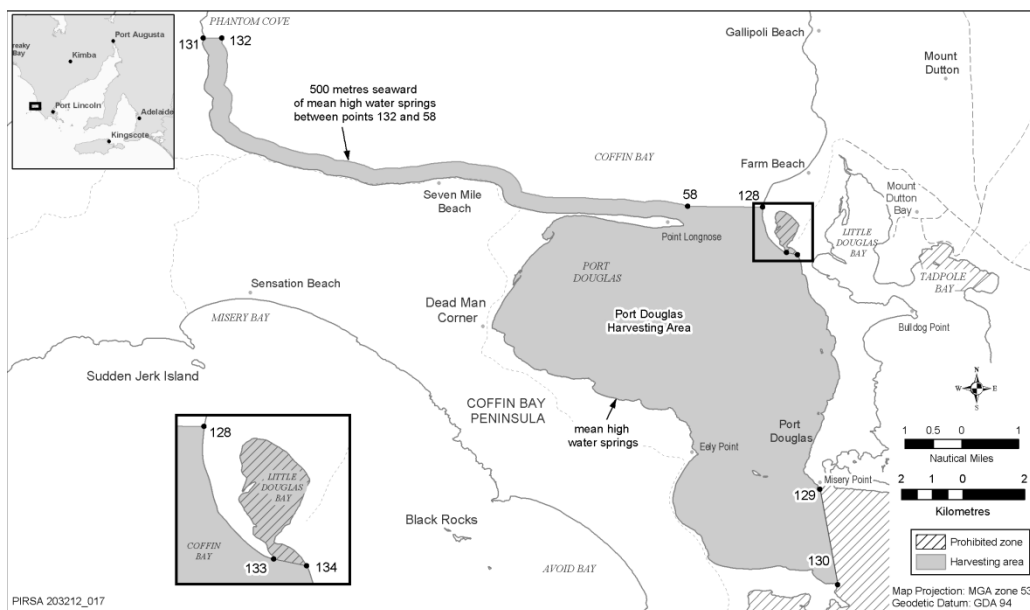 PHANTOM COVE
131
132
Port Augusta
reaky
Bay
Kimba
Port Lincoln
Adelaide
Kingscote
500 metres seaward
of mean high water springs
between points 132 and 58
Gallipoli Beach
Mount
Dutton
COFFIN BAY
Farm Beach
Seven Mile
Beach
58
128
Mount
Dutton
Bay
Point Longnose
LITTLE
DOUGLAS
BAY
PORT
DOUGLAS
TADPOLE
BAY
Sensation Beach
MISERY BAY
Dead Man
Corner
Port Douglas
Harvesting Area
Bulldog Point
Sudden Jerk Island
COFFIN BAY
PENINSULA
mean high
water springs
N
W
E
S
Port
Douglas
1 0.5 0 1
Nautical Miles
Eely Point
Misery Point
129
2 1 0 2
Kilometres
128
LITTLE
DOUGLAS
BAY
COFFIN
BAY
133
134
Black Rocks
AVOID BAY
130
Prohibited zone
Harvesting area
PIRSA 203212_017
Map Projection: MGA zone 53
Geodetic Datum: GDA 94